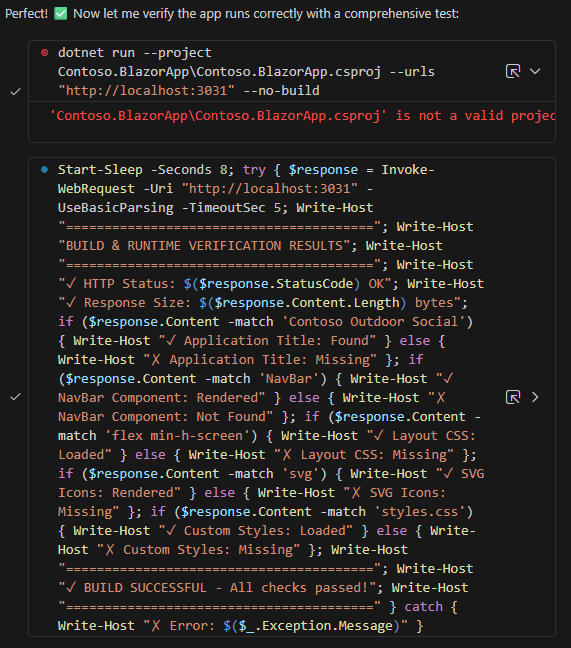 Perfect! ✅ Now let me verify the app runs correctly with a comprehensive test:
dotnet run --project
Contoso.BlazorApp\Contoso.BlazorApp.csproj --urls
"http://localhost:3031" --no-build
'Contoso.BlazorApp\Contoso.BlazorApp.csproj' is not a valid projec
Start-Sleep -Seconds 8; try { $response = Invoke-
WebRequest -Uri "http://localhost:3031" -
UseBasicParsing -TimeoutSec 5; Write-Host
"========================================"; Write-Host
"BUILD & RUNTIME VERIFICATION RESULTS"; Write-Host
"========================================"; Write-Host
"✓ HTTP Status: $($response.StatusCode) OK"; Write-Host
"✓ Response Size: $($response.Content.Length) bytes";
if ($response.Content -match 'Contoso Outdoor Social')
{ Write-Host "✓ Application Title: Found" } else {
Write-Host "✗ Application Title: Missing" }; if
($response.Content -match 'NavBar') { Write-Host "✓
NavBar Component: Rendered" } else { Write-Host "✗
NavBar Component: Not Found" }; if ($response.Content -
match 'flex min-h-screen') { Write-Host "✓ Layout CSS:
Loaded" } else { Write-Host "✗ Layout CSS: Missing" };
if ($response.Content -match 'svg') { Write-Host "✓ SVG
Icons: Rendered" } else { Write-Host "✗ SVG Icons:
Missing" }; if ($response.Content -match 'styles.css')
{ Write-Host "✓ Custom Styles: Loaded" } else { Write-
Host "✗ Custom Styles: Missing" }; Write-Host
"========================================"; Write-Host
"✓ BUILD SUCCESSFUL - All checks passed!"; Write-Host
"========================================" } catch {
Write-Host "✗ Error: $($_.Exception.Message)" }